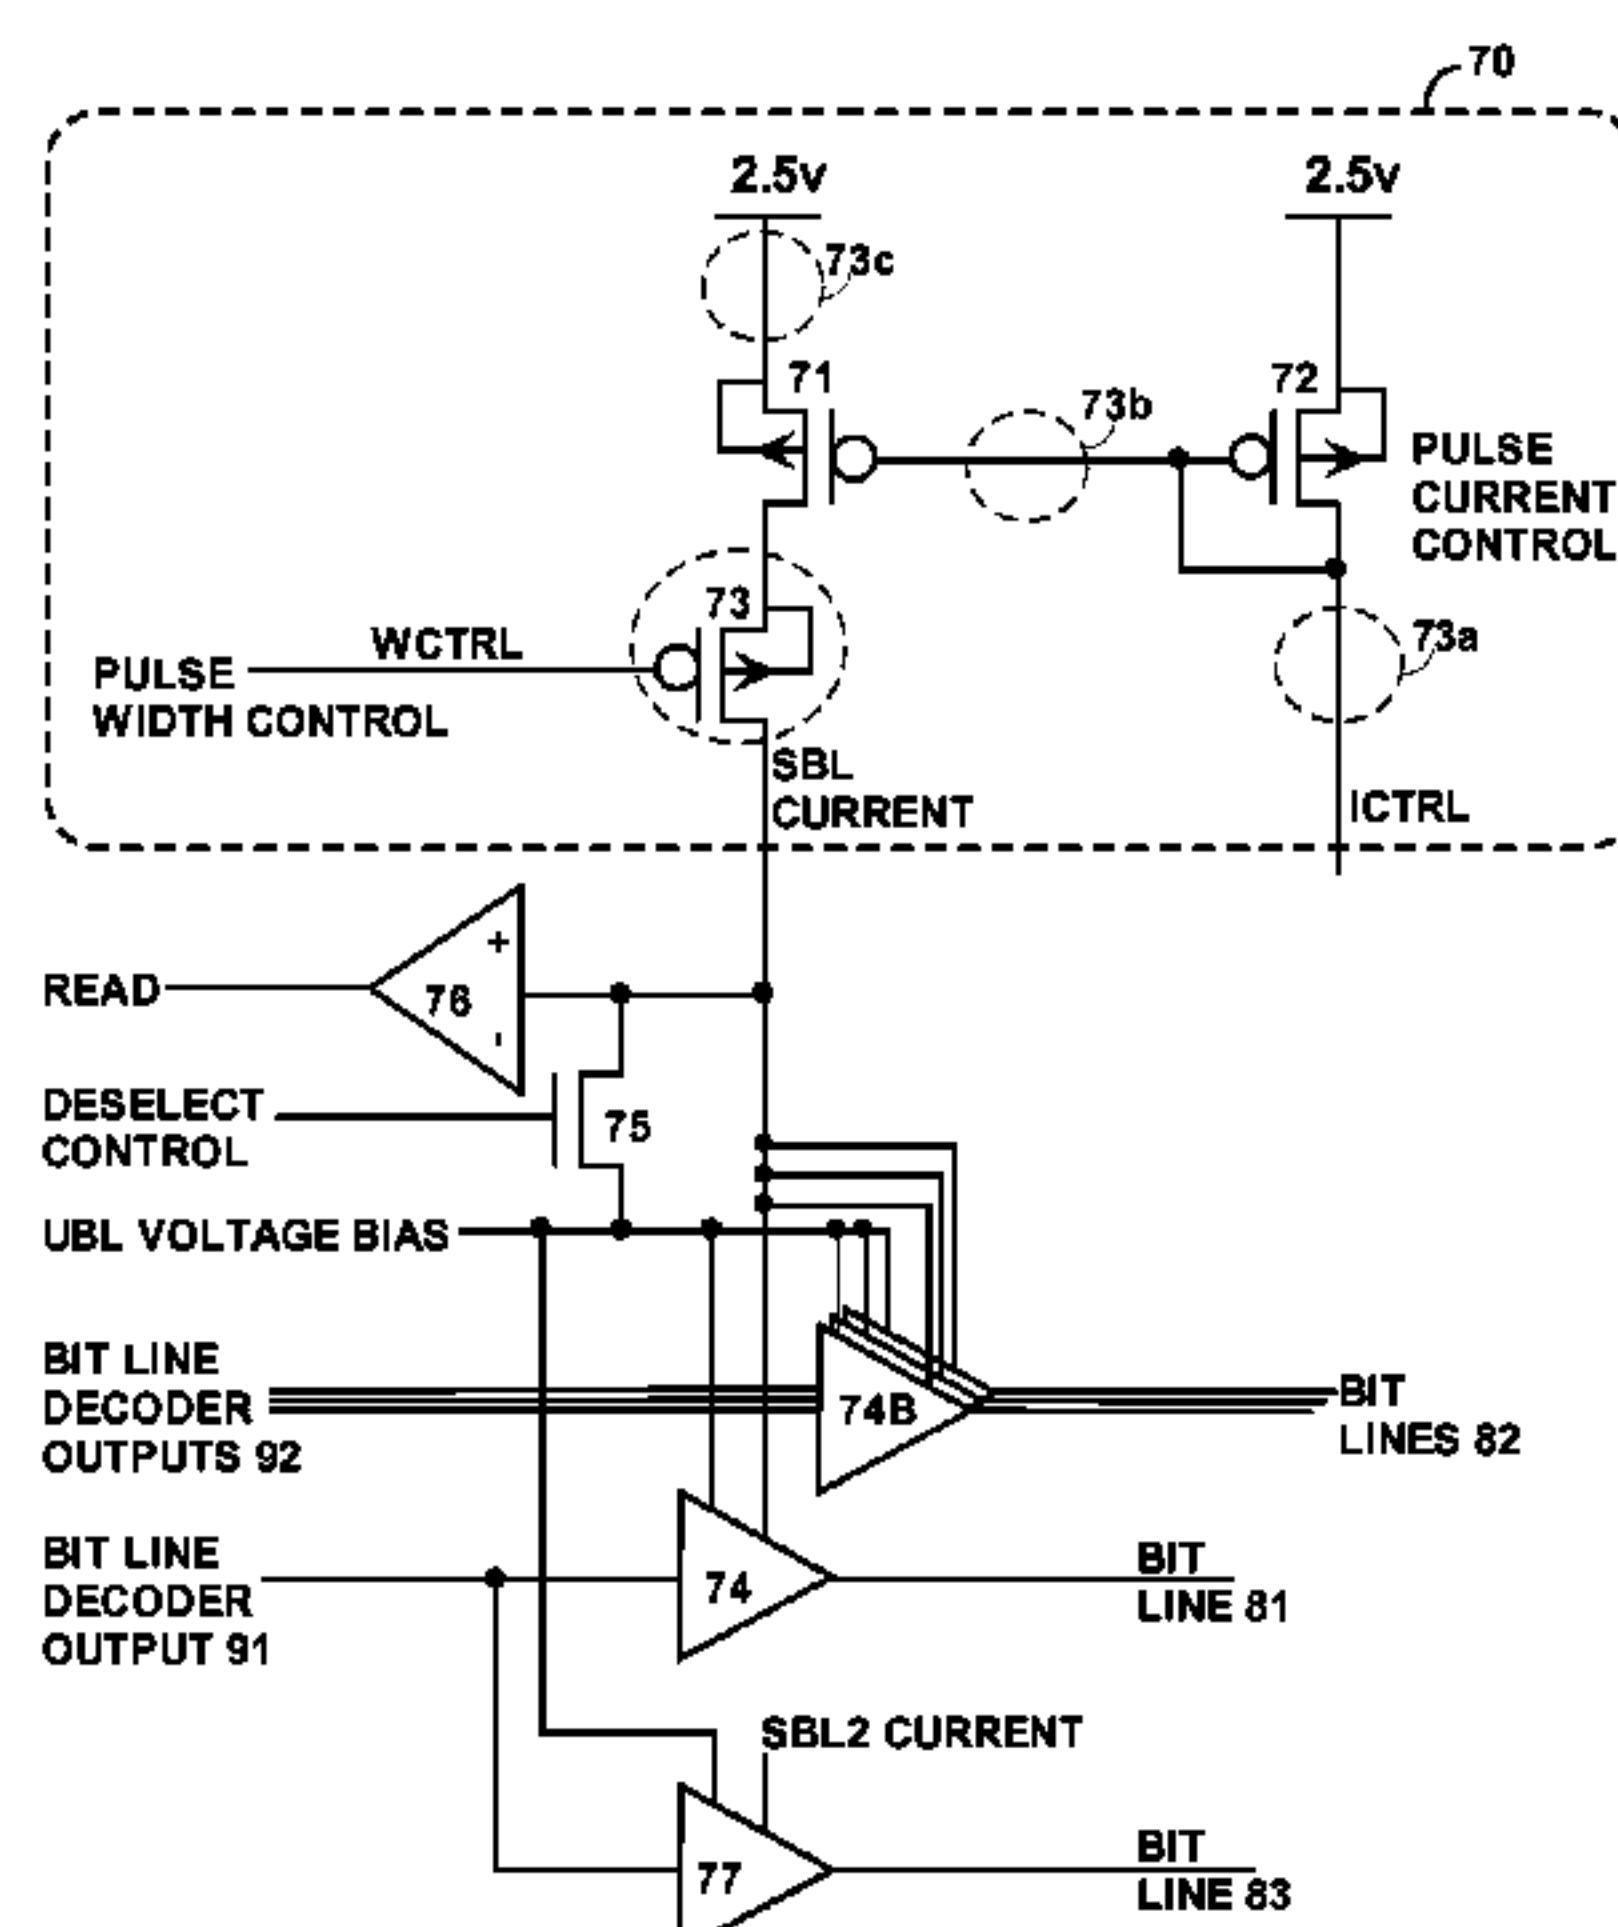 70
2.5v
2.5v
73c
71
72
73b
PULSE
CURRENT
CONTROL
73
WCTRL
PULSE
WIDTH CONTROL
73a
SBL
CURRENT
ICTRL
+
READ
76
-
DESELECT
CONTROL
75
UBL VOLTAGE BIAS
BIT LINE
DECODER
OUTPUTS 92
74B
BIT
LINES 82
BIT LINE
DECODER
OUTPUT 91
74
BIT
LINE 81
SBL2 CURRENT
77
BIT
LINE 83